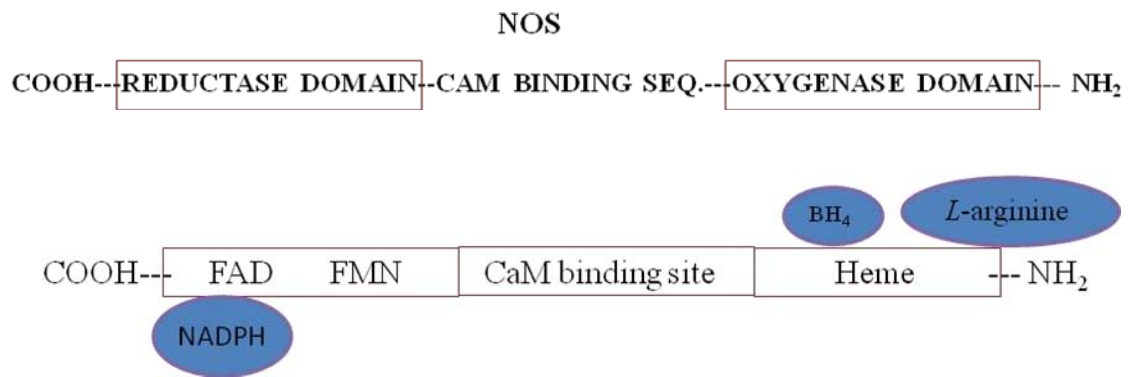 NOS
COOH---REDUCTASE DOMAIN--CAM BINDING SEQ.---OXYGENASE DOMAIN--- NH₂
BH₄ L-arginine
COOH--- FAD FMN CaM binding site Heme --- NH₂
NADPH